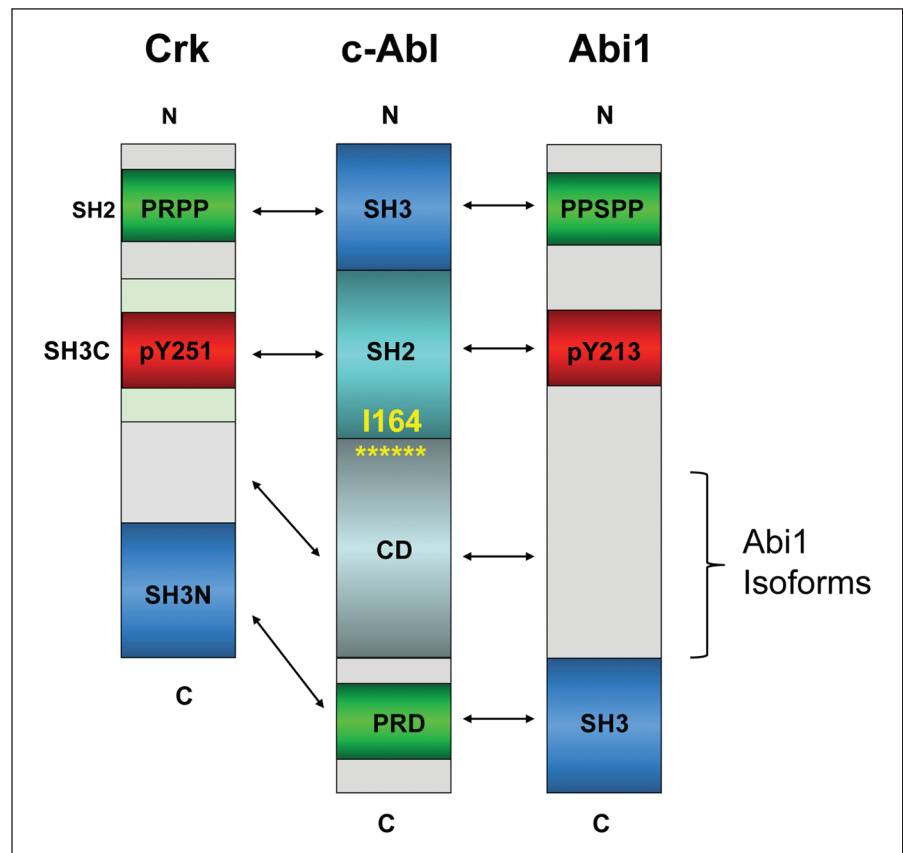 Crk c-Abl Abi1
N N N
SH2 PRPP SH3 PPSPP
SH3C pY251 SH2 pY213
I164
******
CD
Abi1
Isoforms
SH3N
C
PRD SH3
C C